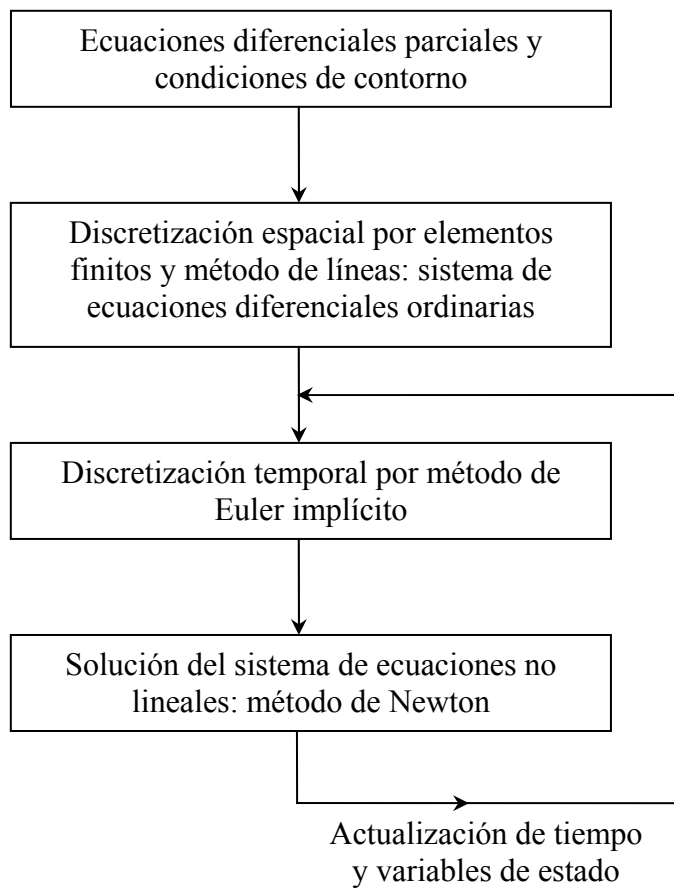 Ecuaciones diferenciales parciales y
condiciones de contorno
Discretización espacial por elementos
finitos y método de líneas: sistema de
ecuaciones diferenciales ordinarias
Discretización temporal por método de
Euler implícito
Solución del sistema de ecuaciones no
lineales: método de Newton
Actualización de tiempo
y variables de estado